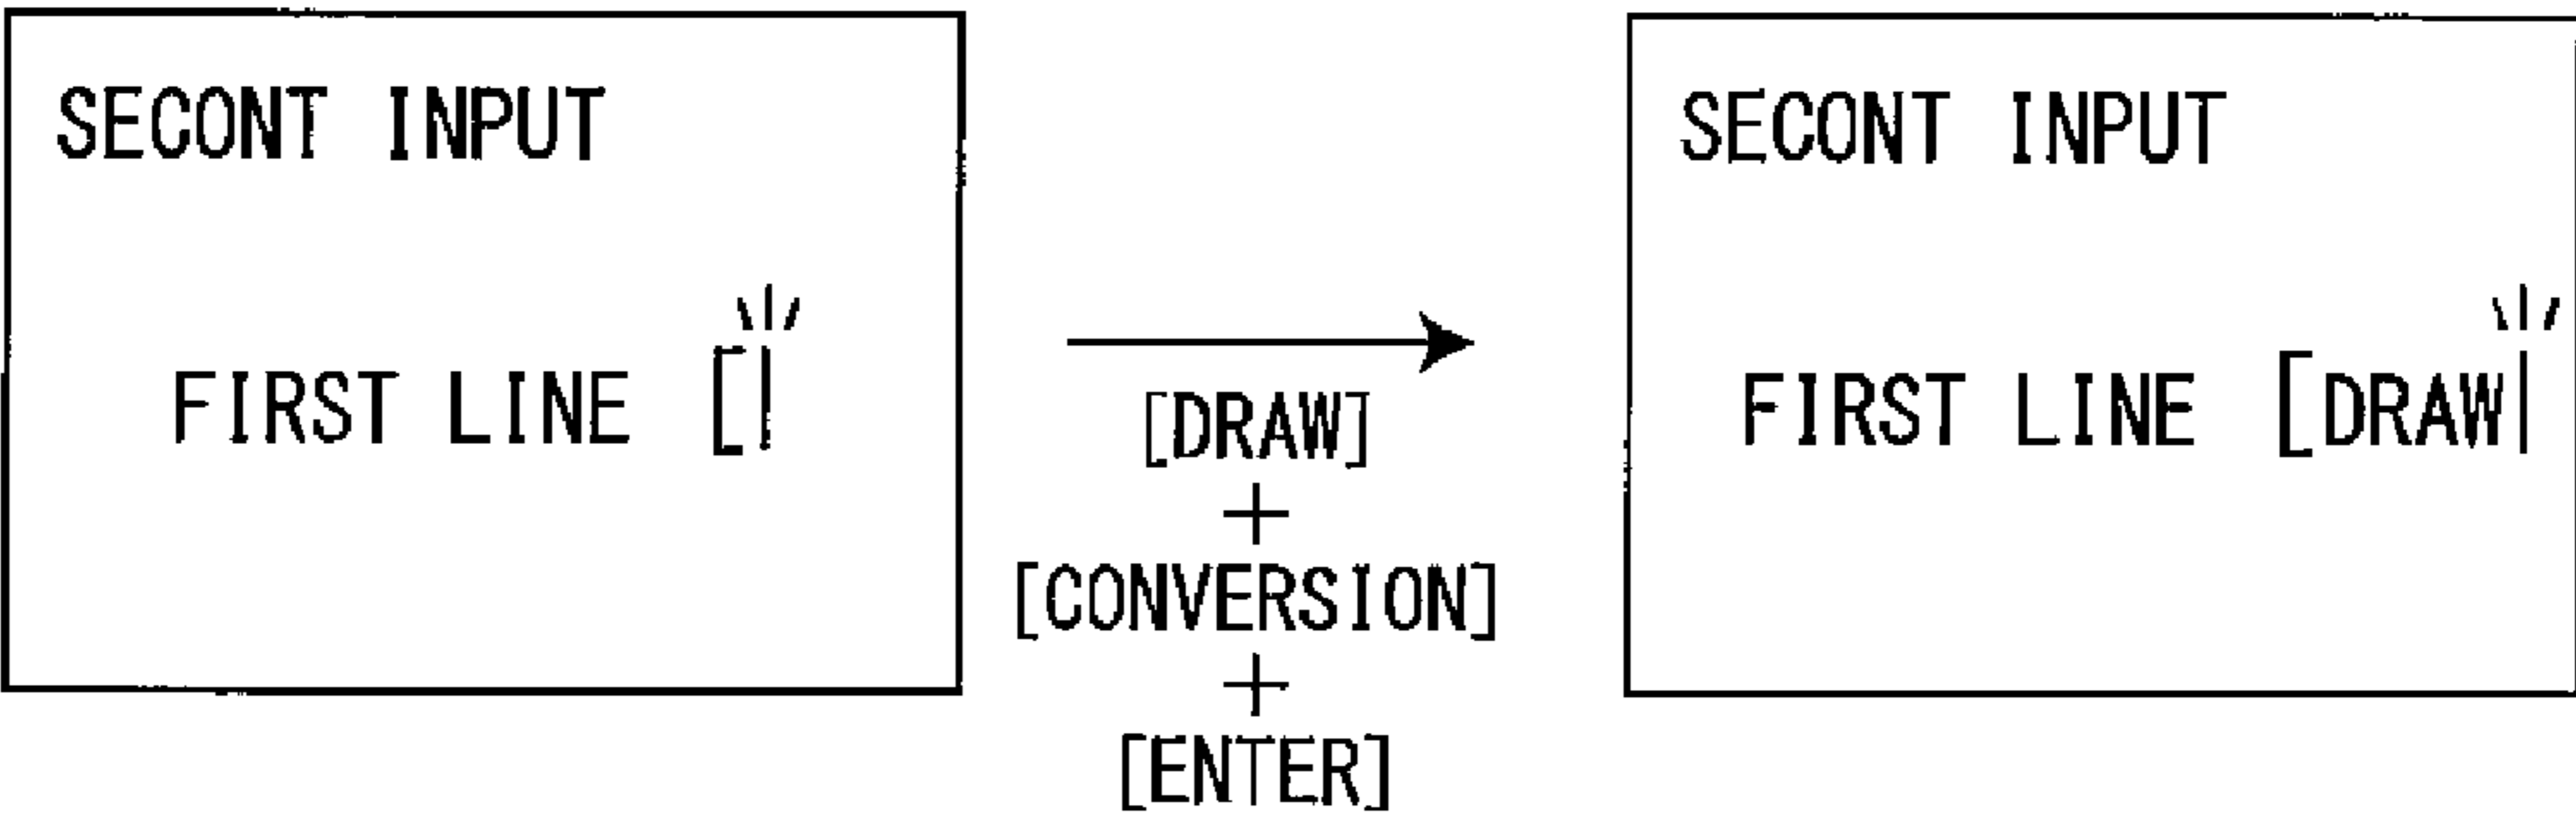 SECONT INPUT
FIRST LINE [|
[DRAW]
+
[CONVERSION]
+
[ENTER]
SECONT INPUT
FIRST LINE [DRAW|